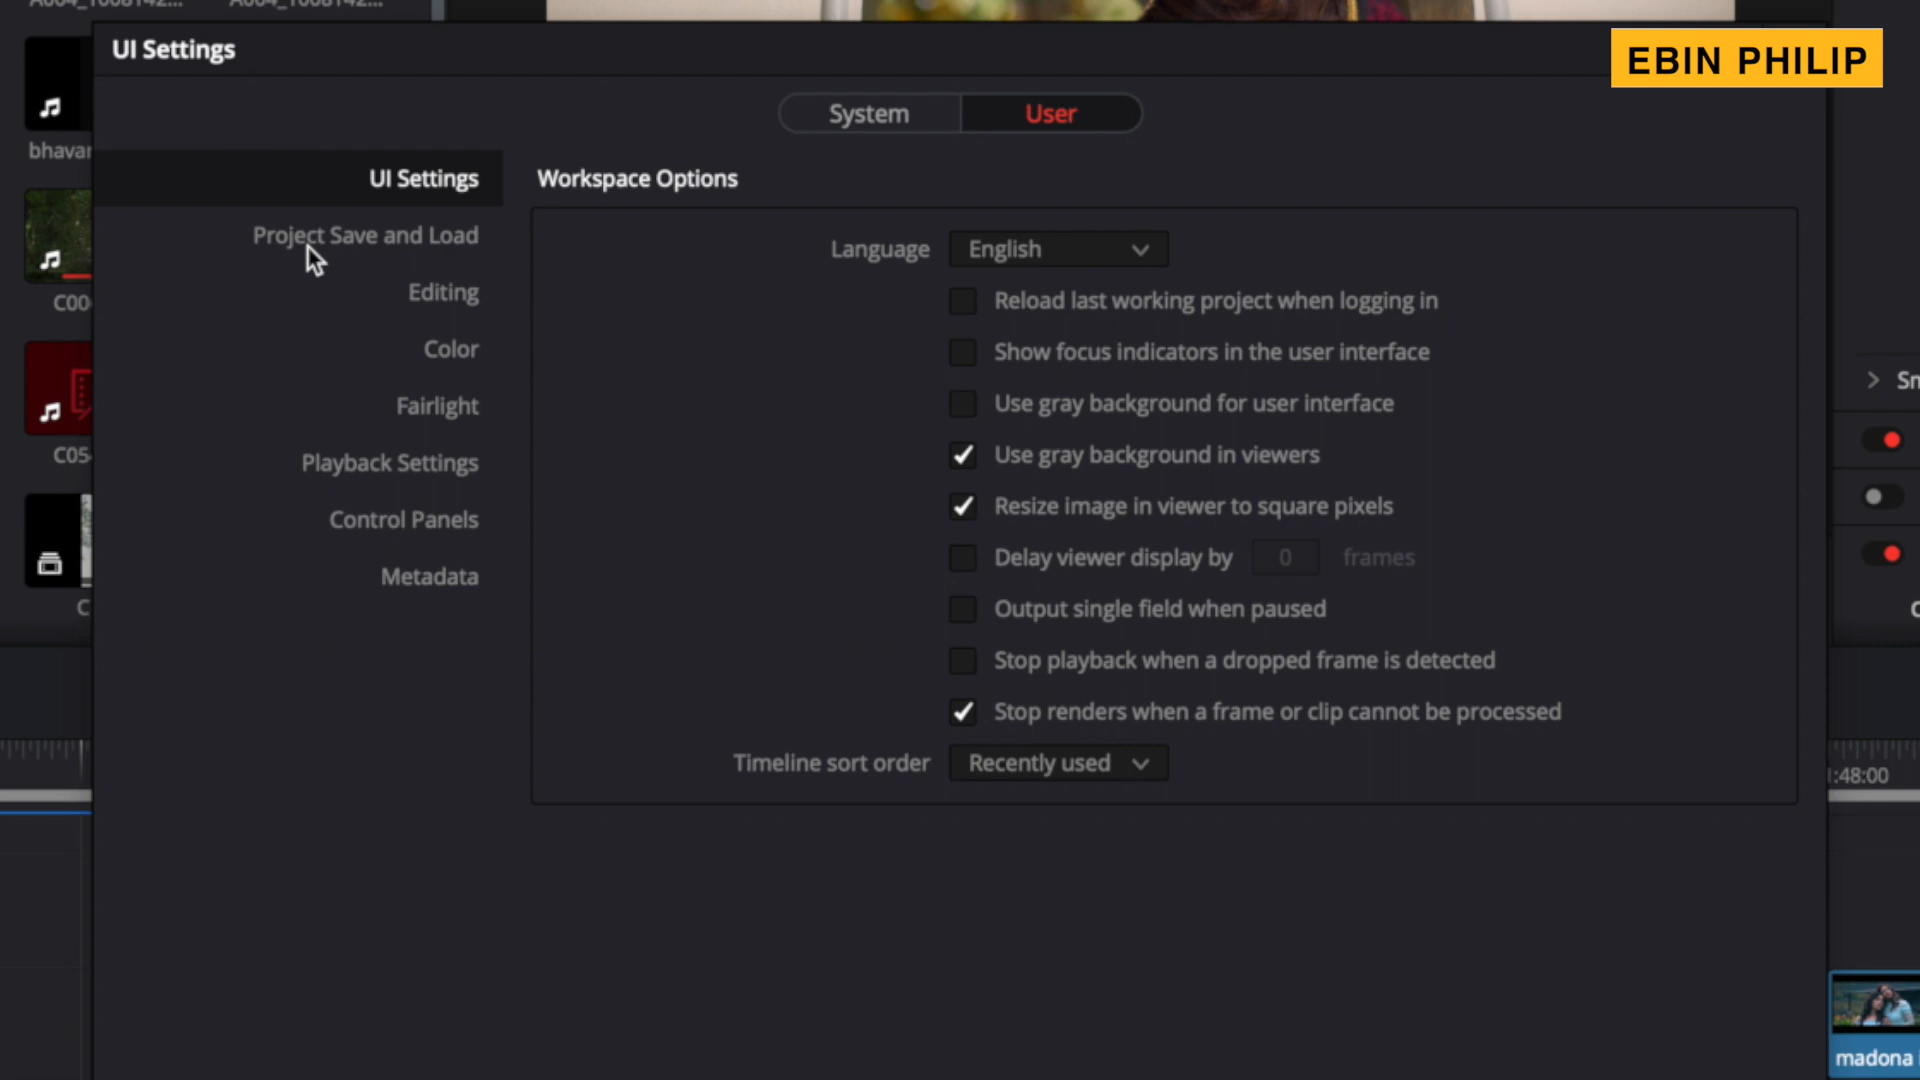 UI Settings
EBIN PHILIP
System
User
UI Settings
Project Save and Load
Editing
Color
Fairlight
Playback Settings
Control Panels
Metadata
Workspace Options
Language English
Reload last working project when logging in
Show focus indicators in the user interface
Use gray background for user interface
Use gray background in viewers
Resize image in viewer to square pixels
Delay viewer display by 0 frames
Output single field when paused
Stop playback when a dropped frame is detected
Stop renders when a frame or clip cannot be processed
Timeline sort order Recently used
bhavar
C00
C05
C
Sn
:48:00
madona